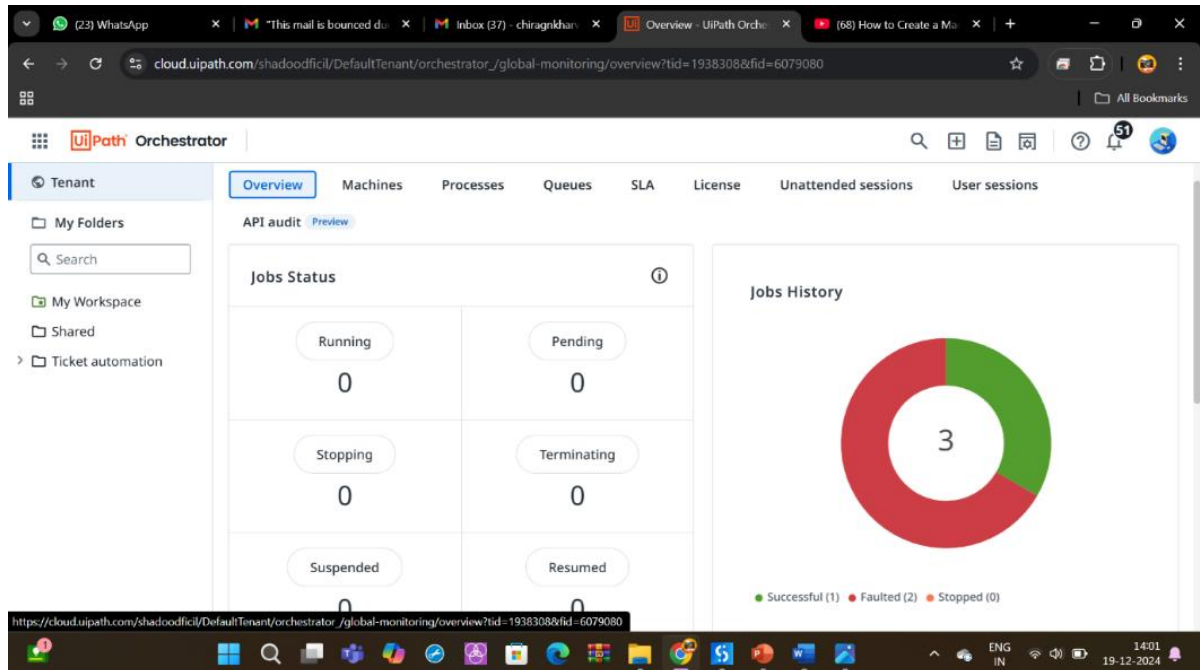 (23) WhatsApp
"This mail is bounced du
Inbox (37) - chiragnkharv
Overview - UiPath Orche
(68) How to Create a Ma
cloud.uipath.com/shadoodficil/DefaultTenant/orchestrator_/global-monitoring/overview?tid=1938308&fid=6079080
All Bookmarks
UiPath Orchestrator
51
Tenant
Overview Machines Processes Queues SLA License Unattended sessions User sessions
My Folders
API audit Preview
Search
My Workspace
Shared
Ticket automation
Jobs Status
Running Pending
0 0
Stopping Terminating
0 0
Suspended Resumed
0 0
Jobs History
3
Successful (1) Faulted (2) Stopped (0)
https://cloud.uipath.com/shadoodficil/DefaultTenant/orchestrator_/global-monitoring/overview?tid=1938308&fid=6079080
1
ENG
IN
14:01
19-12-2024